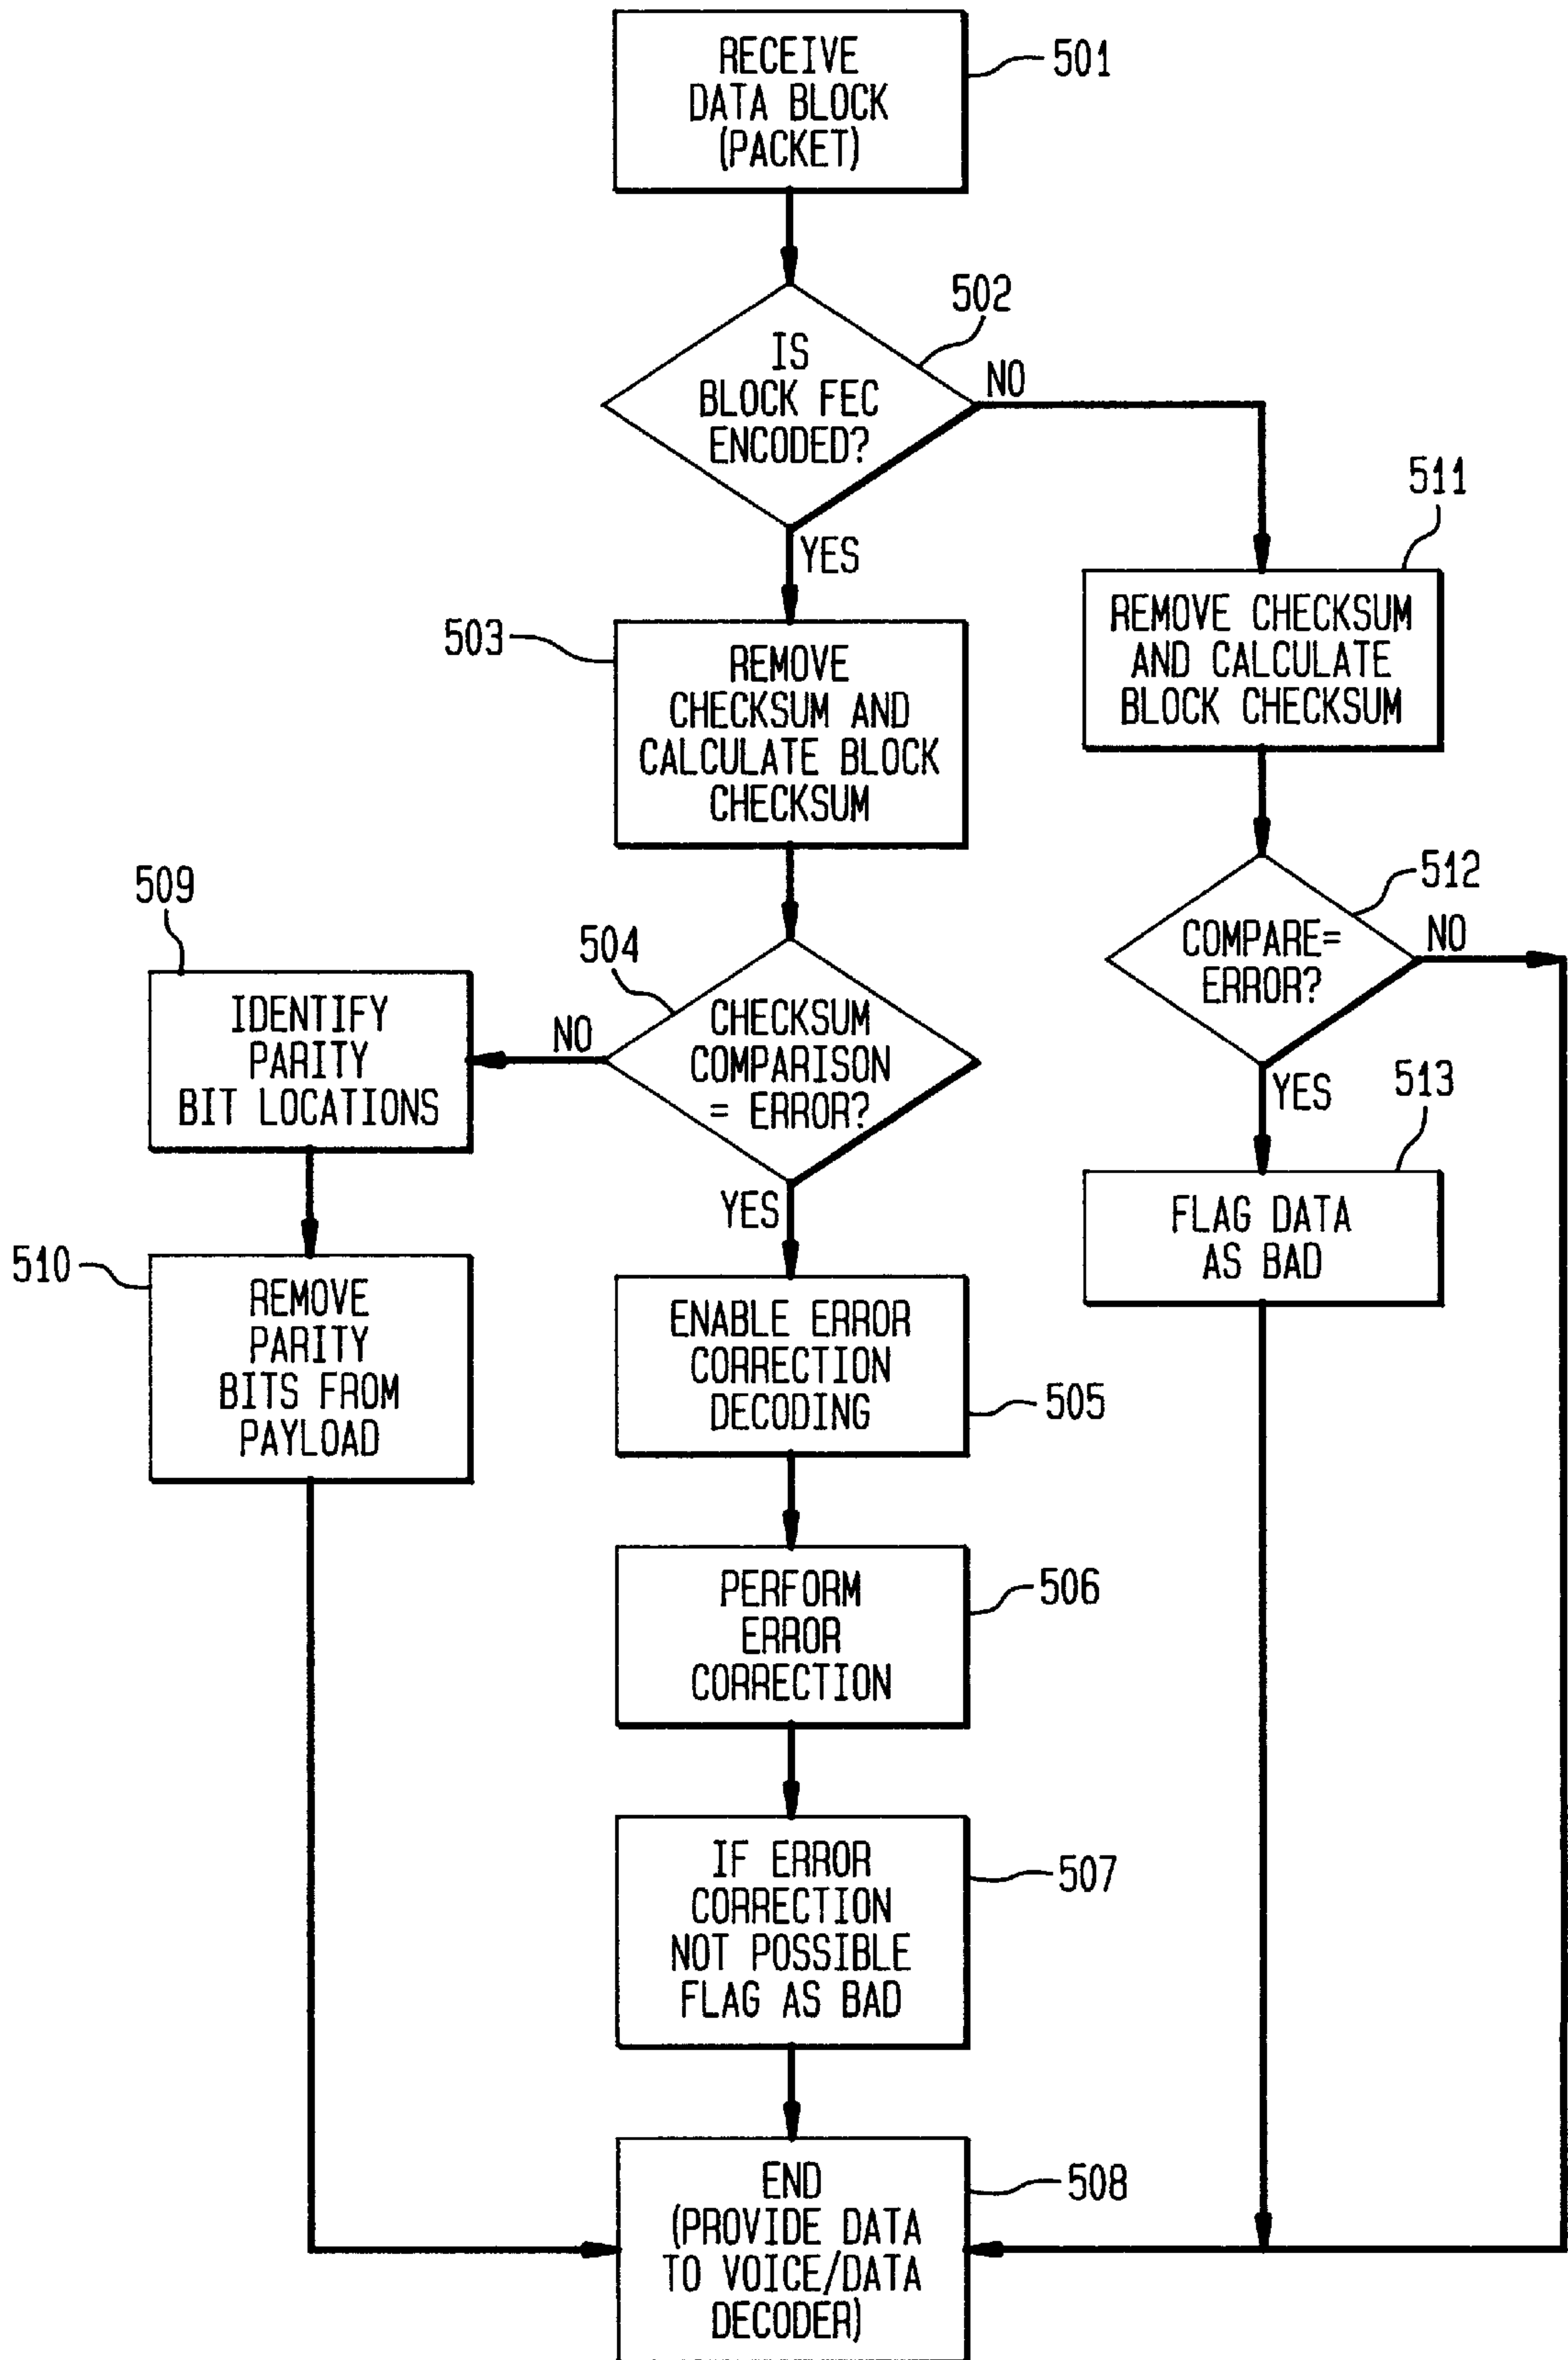 RECEIVE
DATA BLOCK
(PACKET)
501
502
IS
BLOCK FEC
ENCODED?
NO
YES
511
REMOVE CHECKSUM
AND CALCULATE
BLOCK CHECKSUM
503
REMOVE
CHECKSUM AND
CALCULATE BLOCK
CHECKSUM
512
COMPARE=
ERROR?
NO
YES
509
IDENTIFY
PARITY
BIT LOCATIONS
504
NO
CHECKSUM
COMPARISON
= ERROR?
YES
513
FLAG DATA
AS BAD
510
REMOVE
PARITY
BITS FROM
PAYLOAD
ENABLE ERROR
CORRECTION
DECODING
505
PERFORM
ERROR
CORRECTION
506
IF ERROR
CORRECTION
NOT POSSIBLE
FLAG AS BAD
507
END
(PROVIDE DATA
TO VOICE/DATA
DECODER)
508